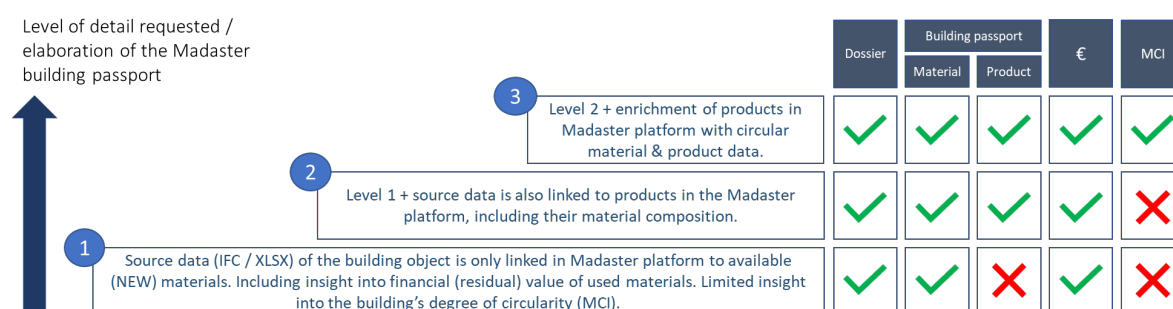 Level of detail requested /
elaboration of the Madaster
building passport
Dossier
Building passport
Material
Product
€
MCI
3
Level 2 + enrichment of products in
Madaster platform with circular
material & product data.
2
Level 1 + source data is also linked to products in the Madaster
platform, including their material composition.
1
Source data (IFC / XLSX) of the building object is only linked in Madaster platform to available
(NEW) materials. Including insight into financial (residual) value of used materials. Limited insight
into the building's degree of circularity (MCI).